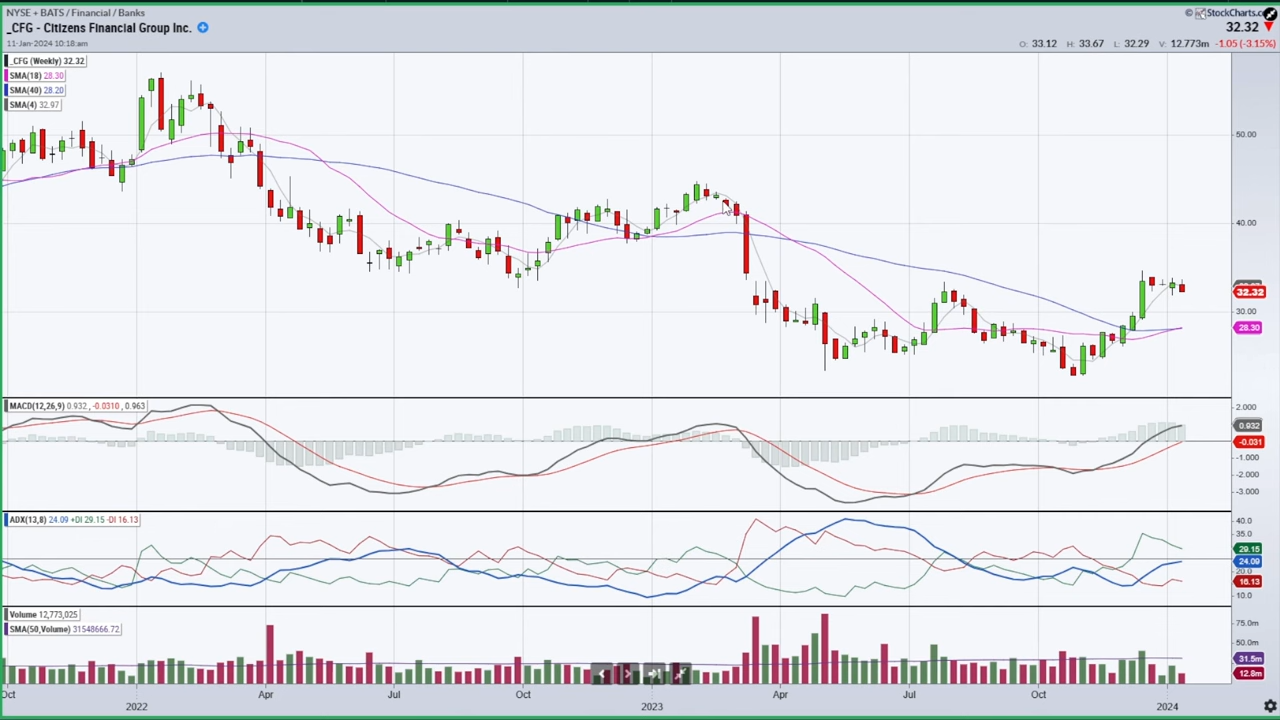 NYSE + BATS / Financial / Banks
© StockCharts.c
_CFG - Citizens Financial Group Inc.
32.32
11-Jan-2024 10:18:am
O: 33.12 H: 33.67 L: 32.29 V: 12.773m -1.05 (-3.15%)
_CFG (Weekly) 32.32
SMA(18) 28.30
SMA(40) 28.20
SMA(4) 32.97
50.00
40.00
32.32
30.00
28.30
MACD(12,26,9) 0.932, -0.0310, 0.963
2.000
0.932
-0.031
-1.000
-2.000
-3.000
ADX(13,8) 24.09 +DI 29.15 -DI 16.13
40.0
35.0
29.15
24.09
20.0
16.13
10.0
Volume 12,773,025
SMA(50,Volume) 31548666.72
75.0m
50.0m
31.5m
12.8m
Oct Apr Jul Oct Apr Jul Oct
2022 2023 2024